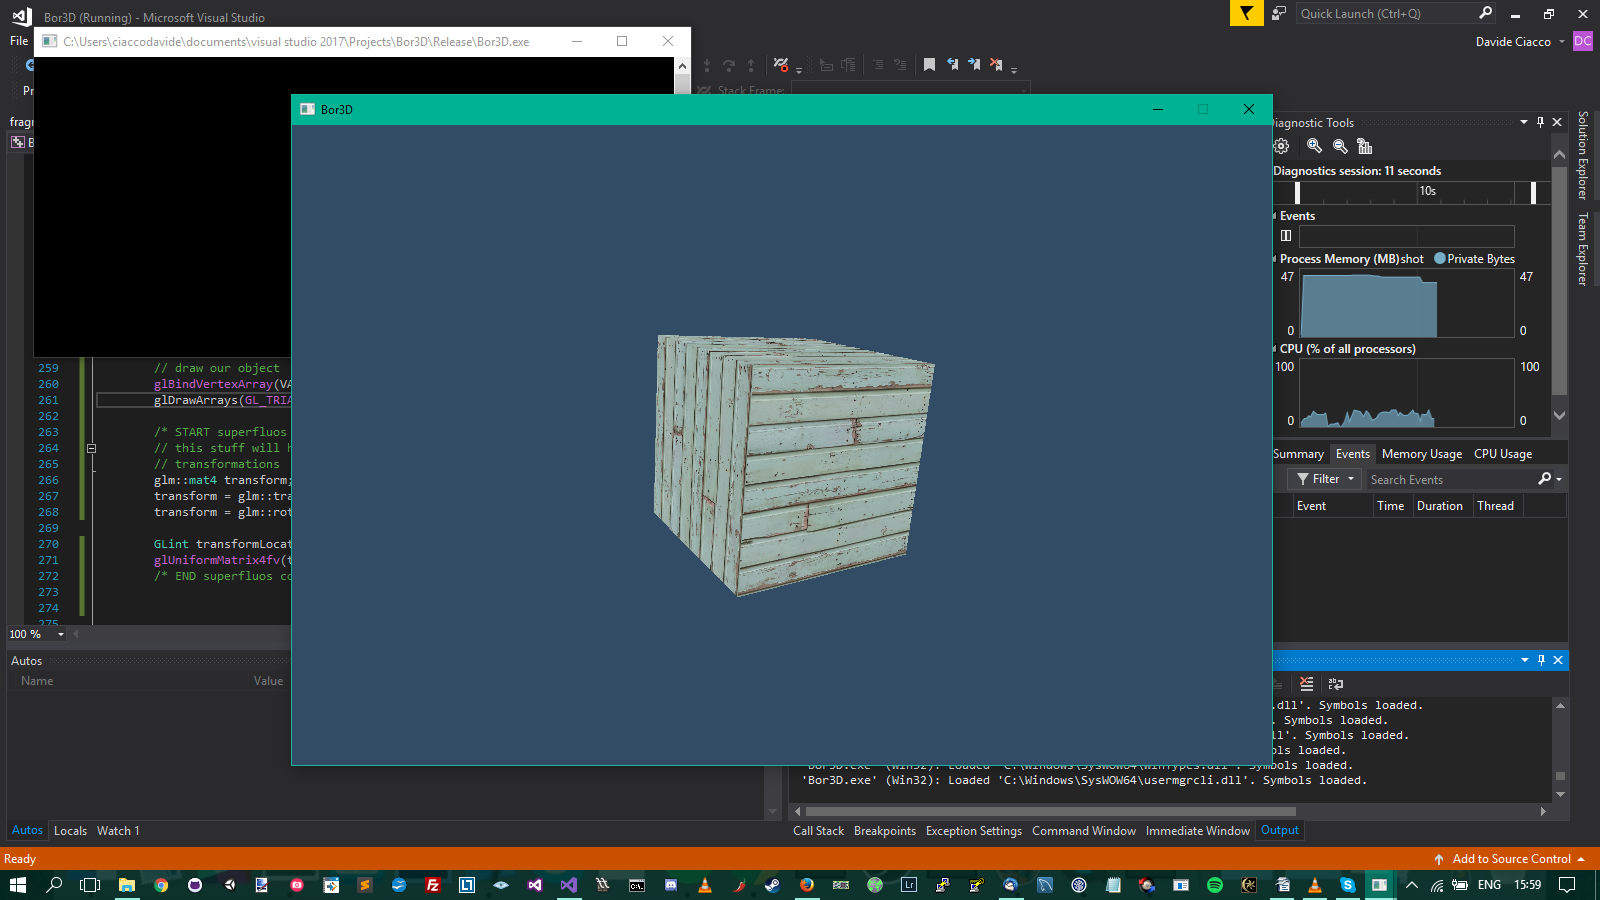 Bor3D (Running) - Microsoft Visual Studio
Quick Launch (Ctrl+Q)
File
C:\Users\ciaccodavide\documents\visual studio 2017\Projects\Bor3D\Release\Bor3D.exe
Davide Ciacco
DC
Stack Frame:
Bor3D
Diagnostic Tools
Diagnostics session: 11 seconds
10s
Events
Process Memory (MB)
shot
Private Bytes
47
47
0
0
CPU (% of all processors)
100
100
0
0
Summary
Events
Memory Usage
CPU Usage
Filter
Search Events
Event
Time
Duration
Thread
Solution Explorer
Team Explorer
259 // draw our object
260 glBindVertexArray(VA
261 glDrawArrays(GL_TRIA
262
263 /* START superfluos
264 // this stuff will h
265 // transformations
266 glm::mat4 transform;
267 transform = glm::tra
268 transform = glm::rot
269
270 GLint transformLocat
271 glUniformMatrix4fv(t
272 /* END superfluos co
273
274
275
100 %
Autos
Name
Value
.dll'. Symbols loaded.
. Symbols loaded.
ll'. Symbols loaded.
ols loaded.
'Bor3D.exe' (Win32): Loaded 'C:\Windows\SysWOW64\WinTypes.dll'. Symbols loaded.
'Bor3D.exe' (Win32): Loaded 'C:\Windows\SysWOW64\usermgrcli.dll'. Symbols loaded.
Autos
Locals
Watch 1
Call Stack
Breakpoints
Exception Settings
Command Window
Immediate Window
Output
Ready
Add to Source Control
ENG
15:59